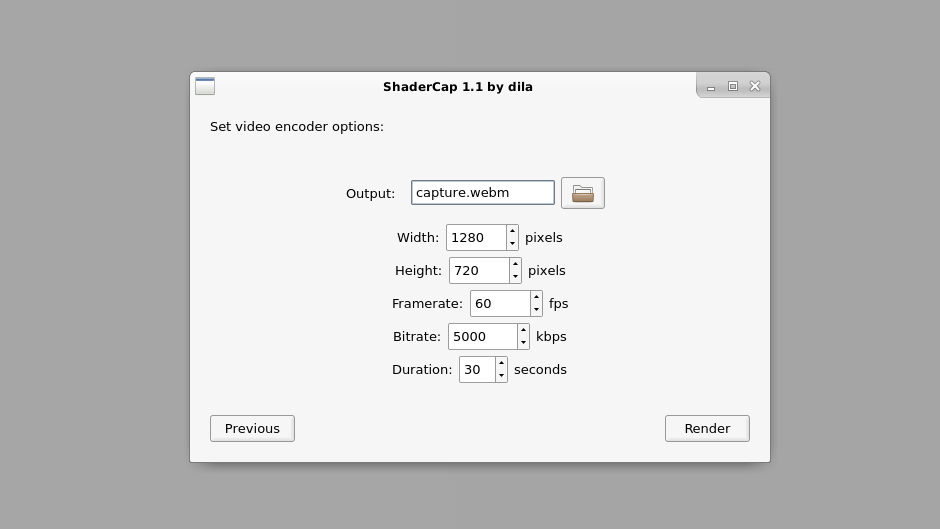 ShaderCap 1.1 by dila
Set video encoder options:
Output: capture.webm
Width: 1280 pixels
Height: 720 pixels
Framerate: 60 fps
Bitrate: 5000 kbps
Duration: 30 seconds
Previous Render